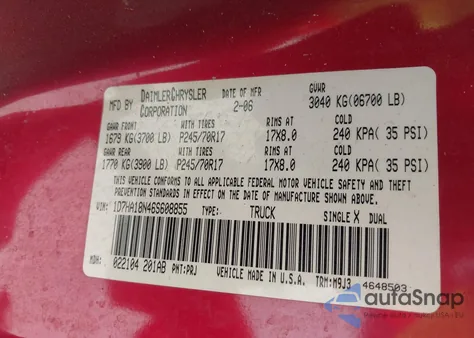 MFD BY DAIMLERCHRYSLER CORPORATION DATE OF MFR 2-06 GVWR 3040 KG(06700 LB)
GAWR FRONT WITH TIRES RIMS AT COLD
1679 KG(3700 LB) P245/70R17 17X8.0 240 KPA( 35 PSI)
GAWR REAR WITH TIRES RIMS AT COLD
1770 KG(3900 LB) P245/70R17 17X8.0 240 KPA( 35 PSI)
THIS VEHICLE CONFORMS TO ALL APPLICABLE FEDERAL MOTOR VEHICLE SAFETY AND
THEFT PREVENTION STANDARDS IN EFFECT ON THE DATE OF MANUFACTURE SHOWN ABOVE.
VIN: 1D7HA18N46S608855 TYPE: TRUCK SINGLE X DUAL
MDH: 022104 201AB PNT:PRJ VEHICLE MADE IN U.S.A. TRM:M9J3 4648503
autoSnap